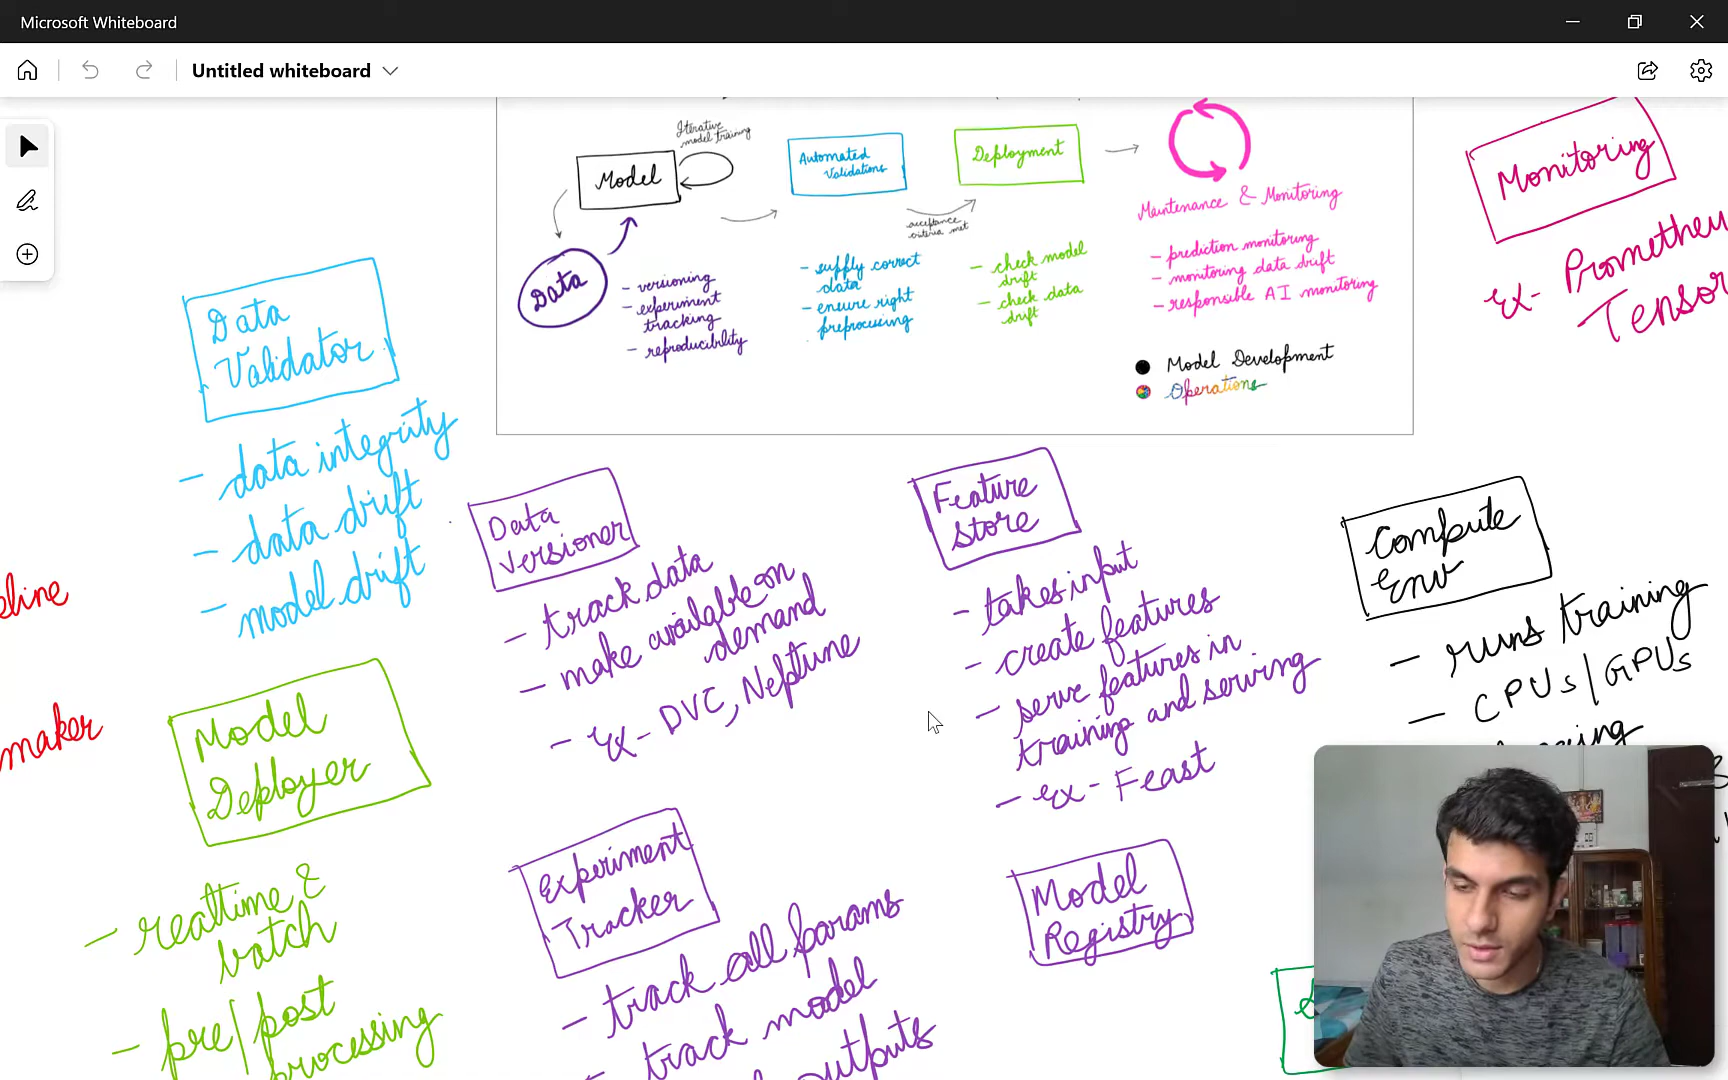 Microsoft Whiteboard
Untitled whiteboard
Iterative
model training
Model
Automated
Validations
Deployment
Data
acceptance
criteria met
- versioning
- experiment
tracking
- reproducibility
- supply correct
data
- ensure right
preprocessing
- check model
drift
- check data
drift
Maintenance & Monitoring
- prediction monitoring
- monitoring data drift
- responsible AI monitoring
Model Development
Operations
Monitoring
ex- Prometheu
Tensor
Data
Validator
- data integrity
- data drift
- model drift
eline
maker
Data
Versioner
- track data
- make available on
demand
- ex- DVC, Neptune
Feature
Store
- takes input
- create features
- serve features in
training and serving
- ex- Feast
Compute
Env
- runs training
- CPUs/GPUs
Model
Deployer
- realtime &
batch
- pre/post
processing
Experiment
Tracker
- track all params
- track model
outputs
Model
Registry